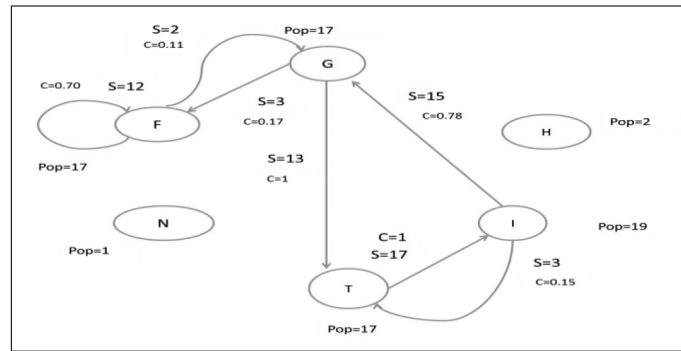 S=2
C=0.11
Pop=17
G
C=0.70
S=12
F
S=3
C=0.17
S=15
C=0.78
H
Pop=2
Pop=17
S=13
C=1
N
Pop=1
C=1
S=17
I
Pop=19
S=3
C=0.15
T
Pop=17